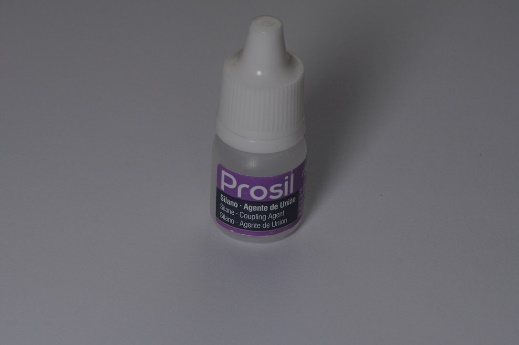 Prosil
Silano - Agente de União
Silane - Coupling Agent
Silano - Agente de Unión